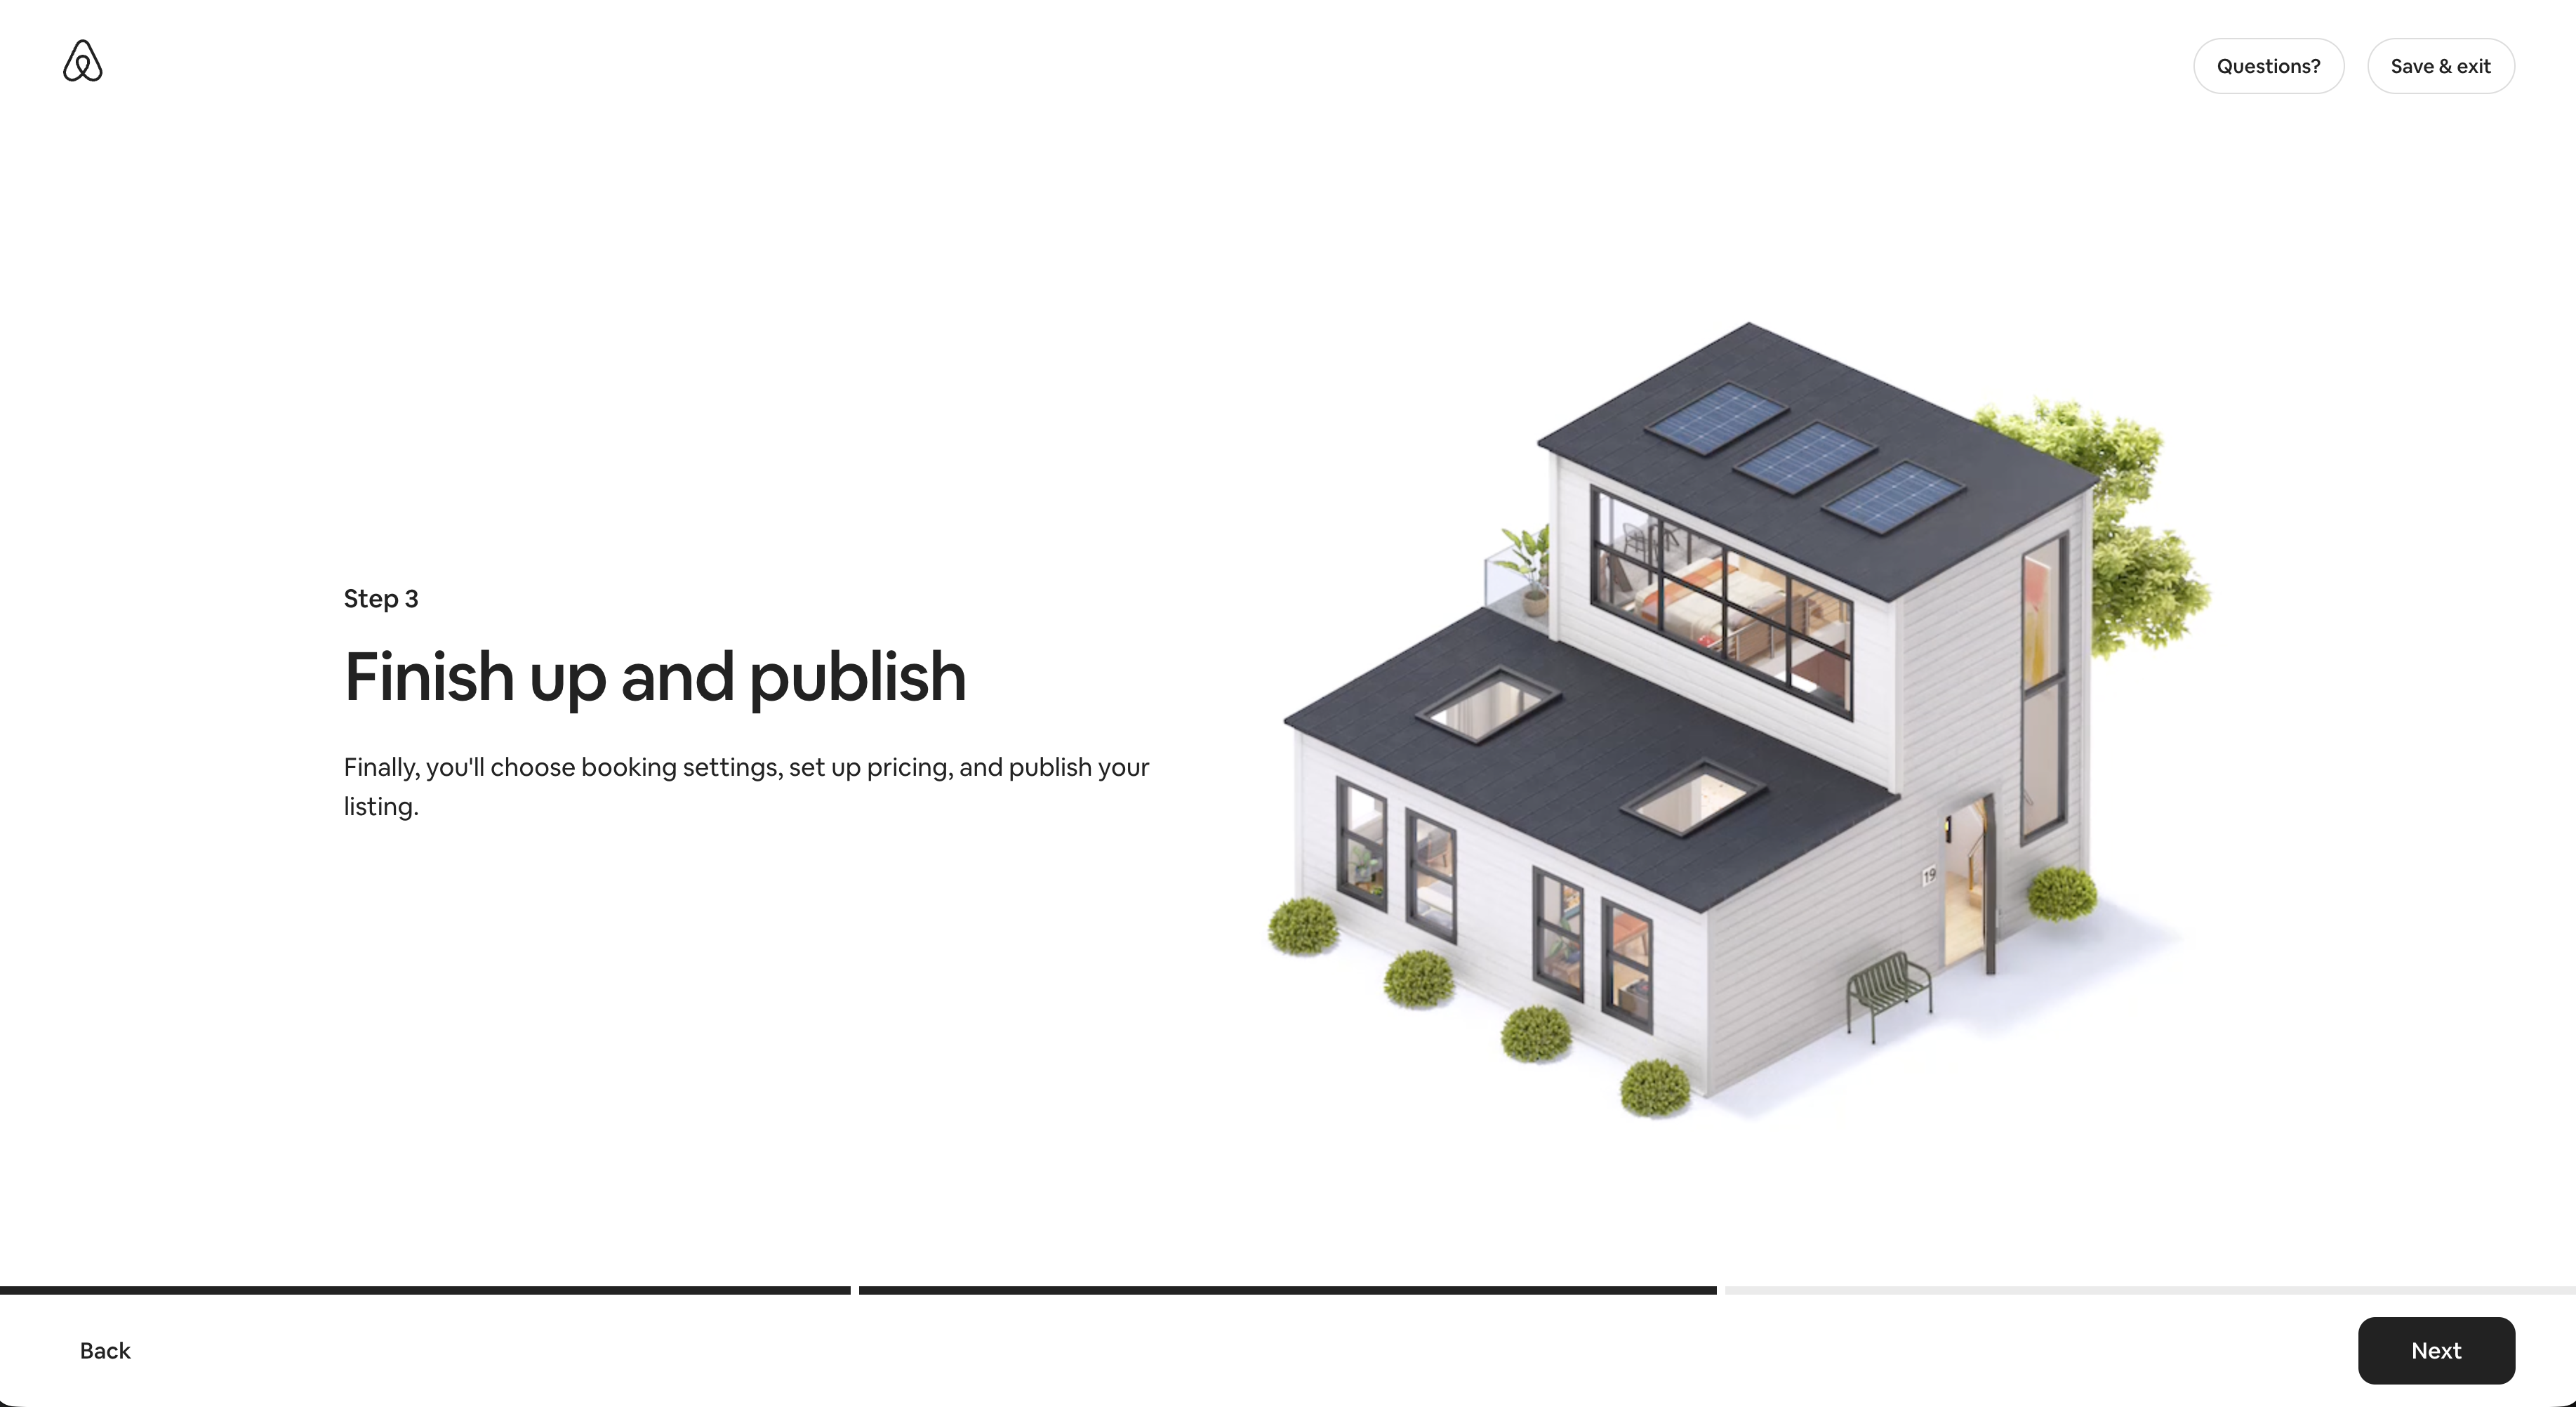 Questions?
Save & exit
Step 3
Finish up and publish
Finally, you'll choose booking settings, set up pricing, and publish your
listing.
19
Back
Next